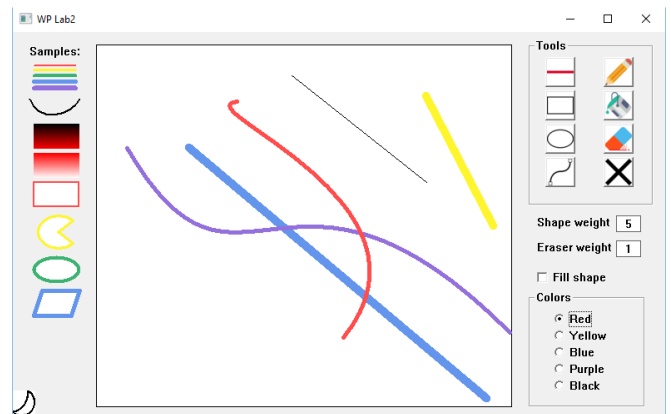 WP Lab2
Samples:
Tools
Shape weight 5
Eraser weight 1
Fill shape
Colors
Red
Yellow
Blue
Purple
Black